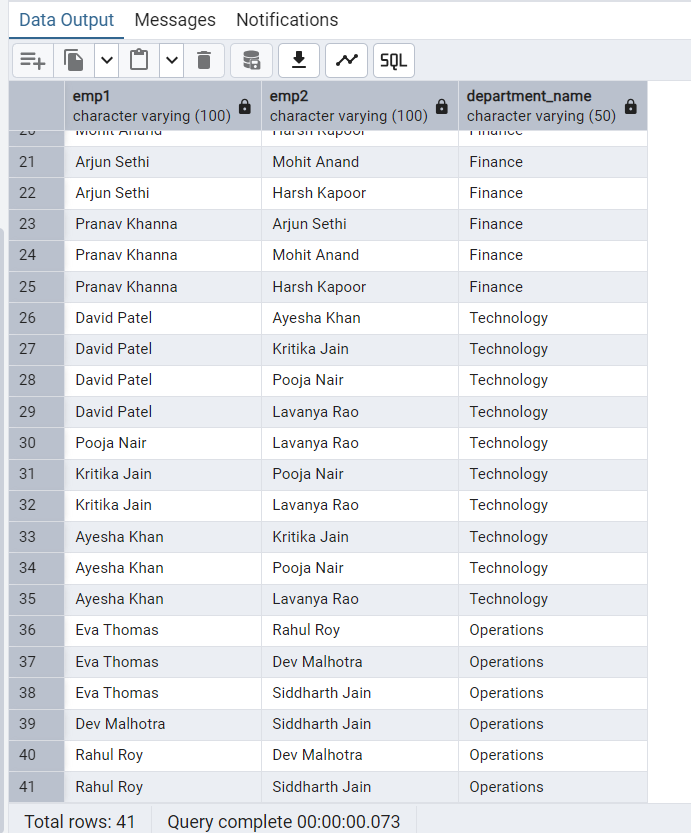 Data Output Messages Notifications
SQL
emp1 emp2 department_name
character varying (100) character varying (100) character varying (50)
20 Mohit Anand Harsh Kapoor Finance
21 Arjun Sethi Mohit Anand Finance
22 Arjun Sethi Harsh Kapoor Finance
23 Pranav Khanna Arjun Sethi Finance
24 Pranav Khanna Mohit Anand Finance
25 Pranav Khanna Harsh Kapoor Finance
26 David Patel Ayesha Khan Technology
27 David Patel Kritika Jain Technology
28 David Patel Pooja Nair Technology
29 David Patel Lavanya Rao Technology
30 Pooja Nair Lavanya Rao Technology
31 Kritika Jain Pooja Nair Technology
32 Kritika Jain Lavanya Rao Technology
33 Ayesha Khan Kritika Jain Technology
34 Ayesha Khan Pooja Nair Technology
35 Ayesha Khan Lavanya Rao Technology
36 Eva Thomas Rahul Roy Operations
37 Eva Thomas Dev Malhotra Operations
38 Eva Thomas Siddharth Jain Operations
39 Dev Malhotra Siddharth Jain Operations
40 Rahul Roy Dev Malhotra Operations
41 Rahul Roy Siddharth Jain Operations
Total rows: 41 Query complete 00:00:00.073